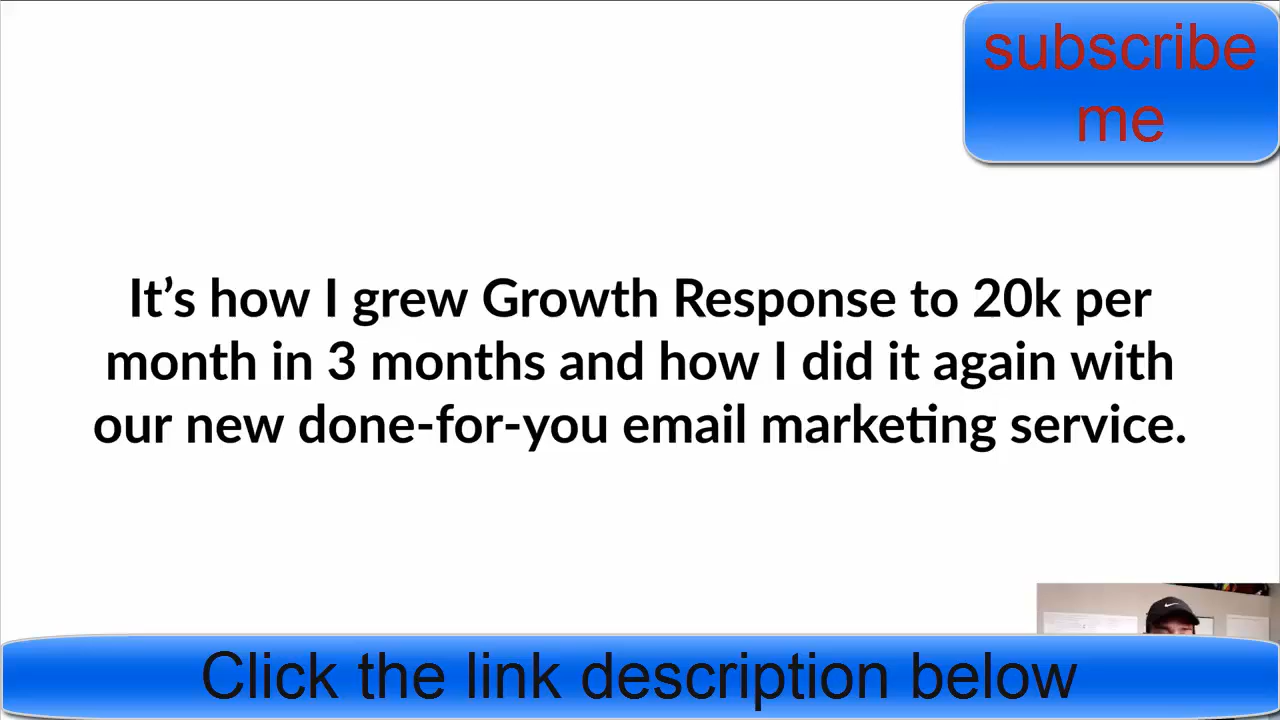 subscribe
me
It’s how I grew Growth Response to 20k per
month in 3 months and how I did it again with
our new done-for-you email marketing service.
Click the link description below